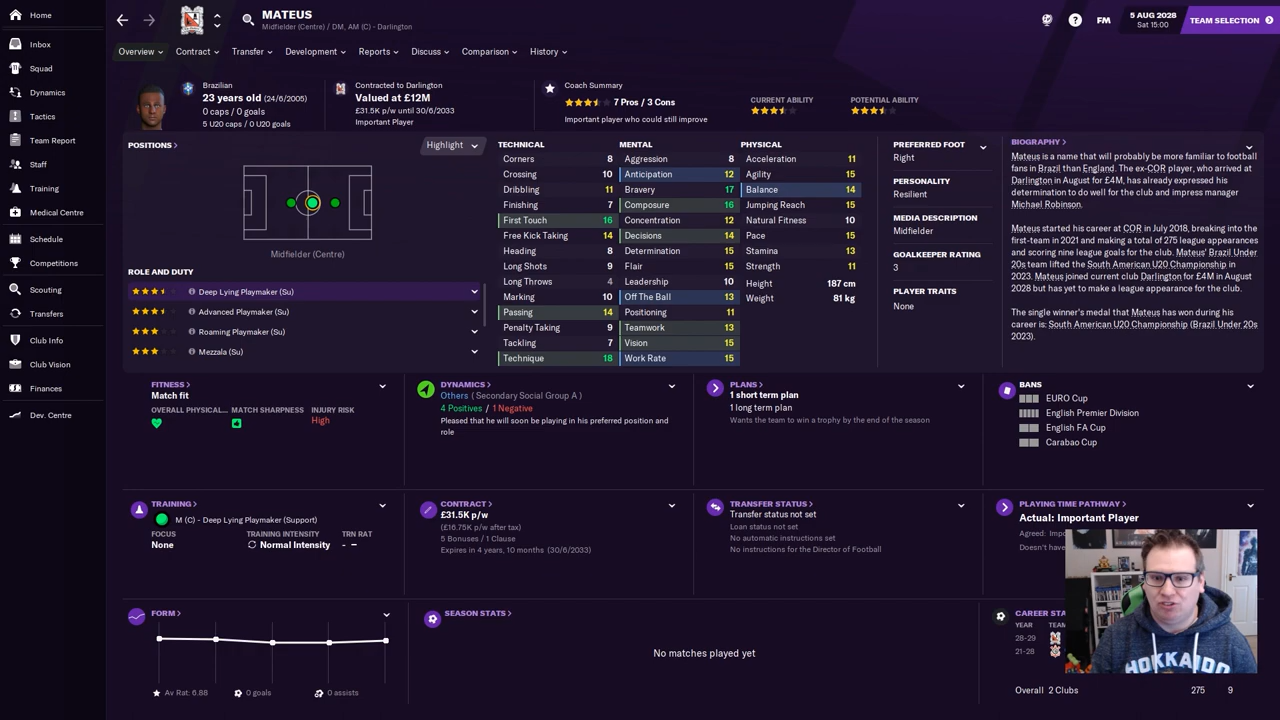 MATEUS
Midfielder (Centre) / DM, AM (C) - Darlington
FM
5 AUG 2028
Sat 15:00
TEAM SELECTION
Home
Inbox
Squad
Dynamics
Tactics
Team Report
Staff
Training
Medical Centre
Schedule
Competitions
Scouting
Transfers
Club Info
Club Vision
Finances
Dev. Centre
Overview
Contract
Transfer
Development
Reports
Discuss
Comparison
History
Brazilian
23 years old (24/6/2005)
0 caps / 0 goals
5 U20 caps / 0 U20 goals
Contracted to Darlington
Valued at £12M
£31.5K p/w until 30/6/2033
Important Player
Coach Summary
7 Pros / 3 Cons
Important player who could still improve
CURRENT ABILITY
POTENTIAL ABILITY
POSITIONS
Highlight
Midfielder (Centre)
ROLE AND DUTY
Deep Lying Playmaker (Su)
Advanced Playmaker (Su)
Roaming Playmaker (Su)
Mezzala (Su)
TECHNICAL
Corners 8
Crossing 10
Dribbling 11
Finishing 7
First Touch 16
Free Kick Taking 14
Heading 8
Long Shots 9
Long Throws 4
Marking 10
Passing 14
Penalty Taking 9
Tackling 7
Technique 18
MENTAL
Aggression 8
Anticipation 12
Bravery 17
Composure 16
Concentration 12
Decisions 14
Determination 15
Flair 15
Leadership 10
Off The Ball 13
Positioning 11
Teamwork 13
Vision 15
Work Rate 15
PHYSICAL
Acceleration 11
Agility 15
Balance 14
Jumping Reach 15
Natural Fitness 10
Pace 15
Stamina 13
Strength 11
Height 187 cm
Weight 81 kg
PREFERRED FOOT
Right
PERSONALITY
Resilient
MEDIA DESCRIPTION
Midfielder
GOALKEEPER RATING
3
PLAYER TRAITS
None
BIOGRAPHY
Mateus is a name that will probably be more familiar to football
fans in Brazil than England. The ex-COR player, who arrived at
Darlington in August for £4M, has already expressed his
determination to do well for the club and impress manager
Michael Robinson.
Mateus started his career at COR in July 2018, breaking into the
first-team in 2021 and making a total of 275 league appearances
and scoring nine league goals for the club. Mateus' Brazil Under
20s team lifted the South American U20 Championship in
2023. Mateus joined current club Darlington for £4M in August
2028 but has yet to make a league appearance for the club.
The single winner's medal that Mateus has won during his
career is: South American U20 Championship (Brazil Under 20s
2023).
FITNESS
Match fit
OVERALL PHYSICAL... MATCH SHARPNESS INJURY RISK
High
DYNAMICS
Others ( Secondary Social Group A )
4 Positives / 1 Negative
Pleased that he will soon be playing in his preferred position and
role
PLANS
1 short term plan
1 long term plan
Wants the team to win a trophy by the end of the season
BANS
EURO Cup
English Premier Division
English FA Cup
Carabao Cup
TRAINING
M (C) - Deep Lying Playmaker (Support)
FOCUS TRAINING INTENSITY TRN RAT
None Normal Intensity - -
CONTRACT
£31.5K p/w
(£16.75K p/w after tax)
5 Bonuses / 1 Clause
Expires in 4 years, 10 months (30/6/2033)
TRANSFER STATUS
Transfer status not set
Loan status not set
No automatic instructions set
No instructions for the Director of Football
PLAYING TIME PATHWAY
Actual: Important Player
Agreed:
Doesn't have
FORM
Av Rat: 6.88
0 goals
0 assists
SEASON STATS
No matches played yet
CAREER STA
YEAR TEAM
28-29
21-28
Overall 2 Clubs 275 9
HOKKAIDO